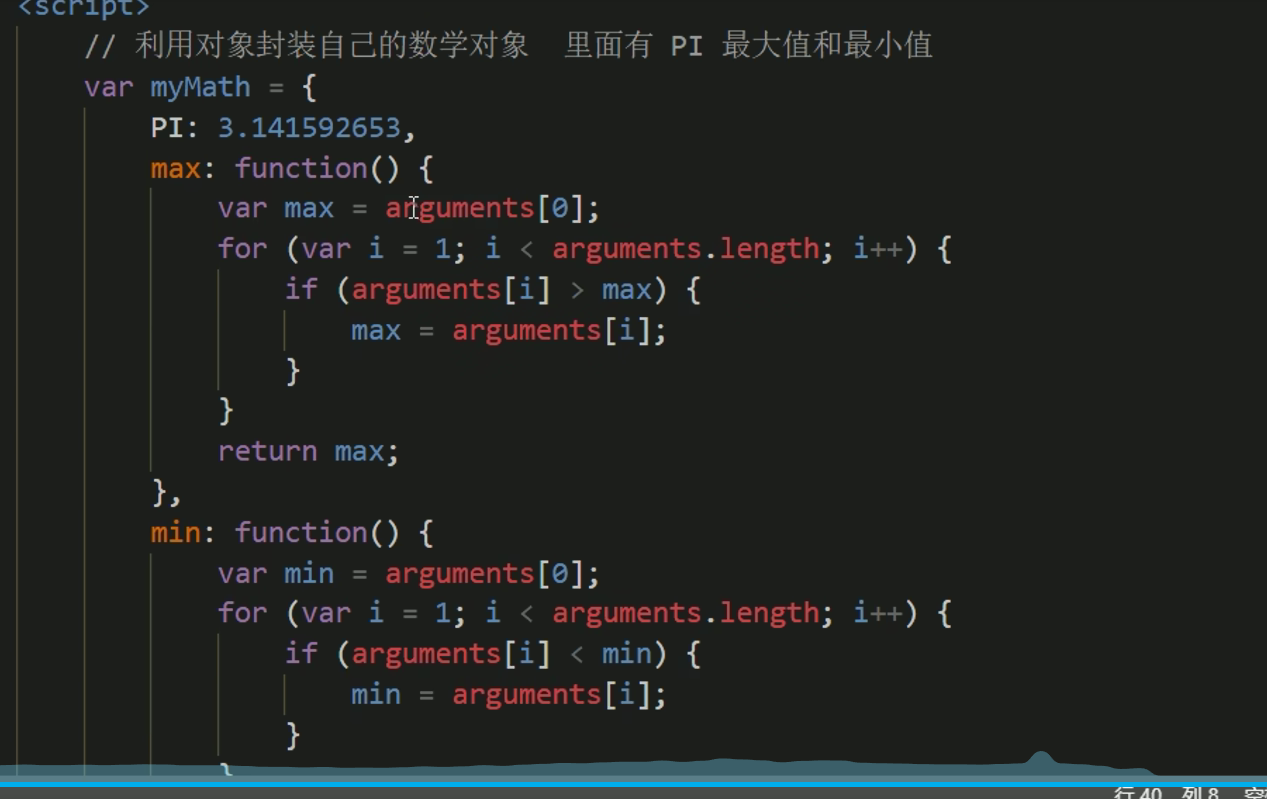 <script>
// 利用对象封装自己的数学对象  里面有 PI 最大值和最小值
var myMath = {
PI: 3.141592653,
max: function() {
var max = arguments[0];
for (var i = 1; i < arguments.length; i++) {
if (arguments[i] > max) {
max = arguments[i];
}
}
return max;
},
min: function() {
var min = arguments[0];
for (var i = 1; i < arguments.length; i++) {
if (arguments[i] < min) {
min = arguments[i];
}
}
行 40, 列 8